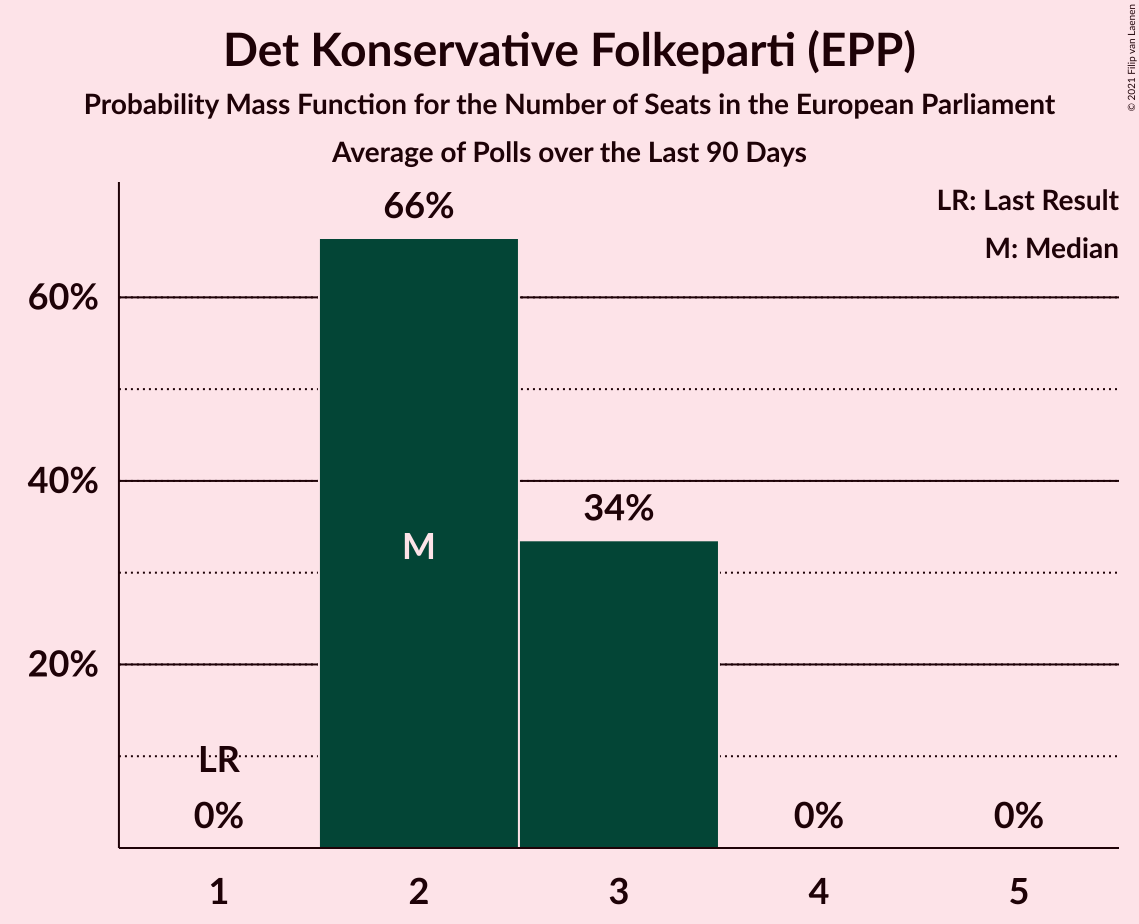 Det Konservative Folkeparti (EPP)
Probability Mass Function for the Number of Seats in the European Parliament
Average of Polls over the Last 90 Days
© 2021 Filip van Laenen
LR: Last Result
M: Median
66%
60%
40%
34%
M
20%
LR
0%
0%
0%
1
2
3
4
5